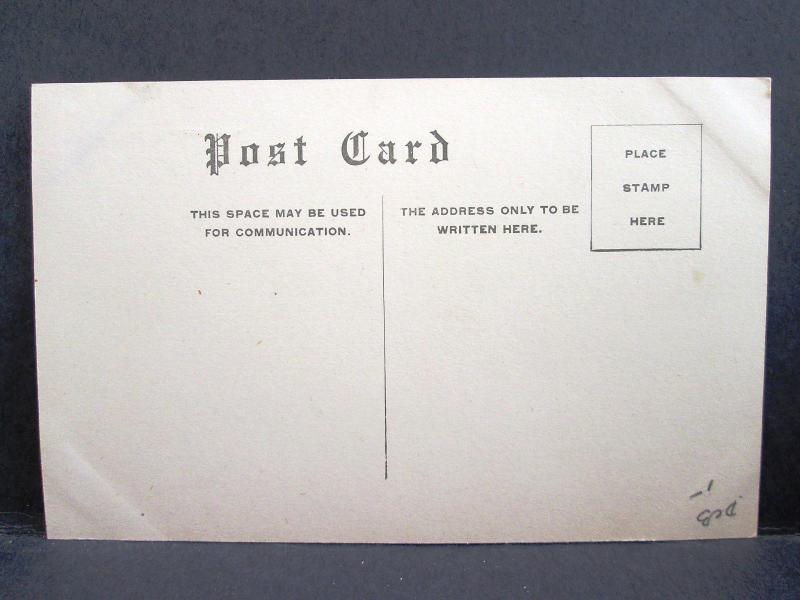 Post Card
THIS SPACE MAY BE USED
FOR COMMUNICATION.
THE ADDRESS ONLY TO BE
WRITTEN HERE.
PLACE
STAMP
HERE